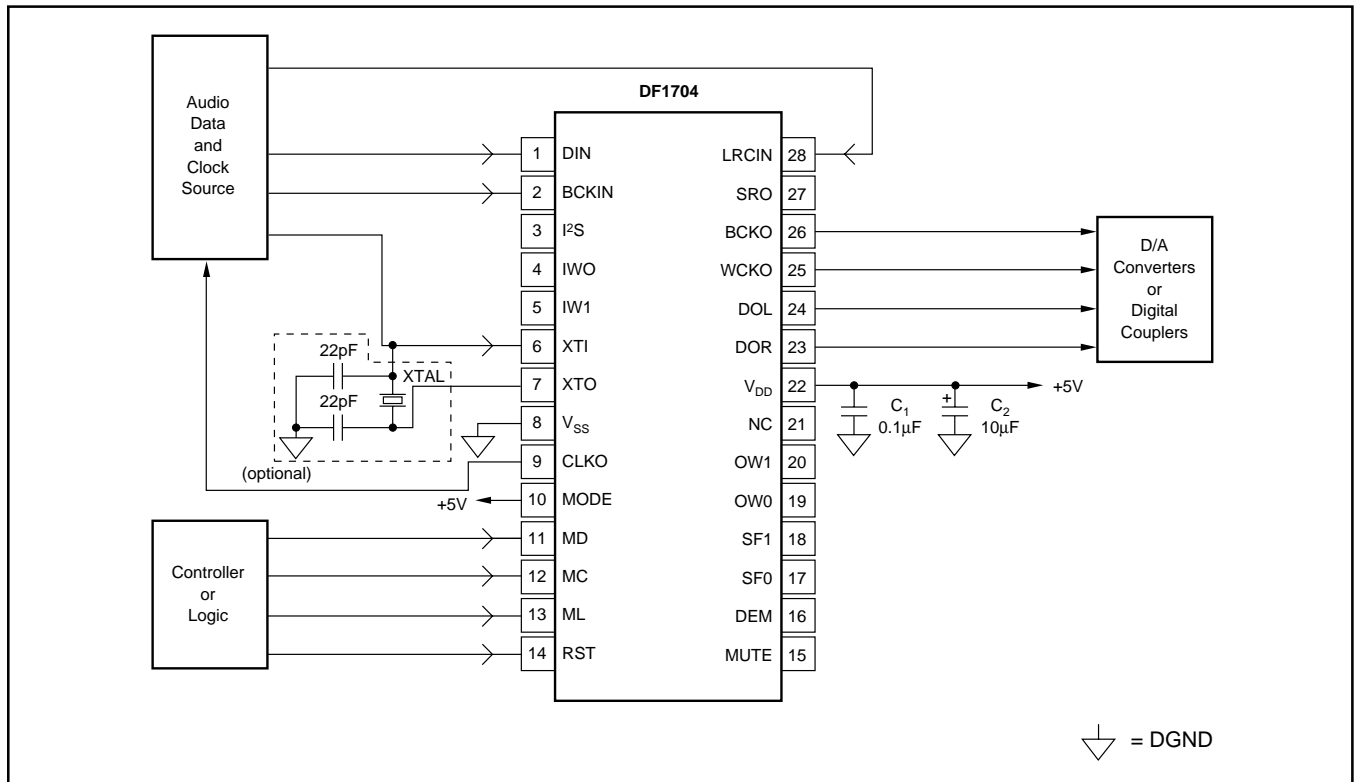 DF1704
Audio
Data
and
Clock
Source
1 DIN
2 BCKIN
3 I²S
4 IWO
5 IW1
6 XTI
7 XTO
8 VSS
9 CLKO
10 MODE
11 MD
12 MC
13 ML
14 RST
LRCIN 28
SRO 27
BCKO 26
WCKO 25
DOL 24
DOR 23
VDD 22
NC 21
OW1 20
OW0 19
SF1 18
SF0 17
DEM 16
MUTE 15
22pF
XTAL
22pF
(optional)
+5V
Controller
or
Logic
D/A
Converters
or
Digital
Couplers
+5V
C1
0.1µF
+
C2
10µF
= DGND